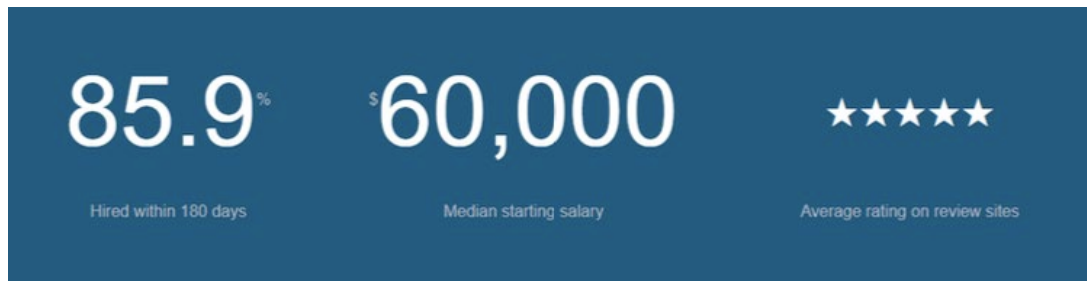 85.9%
$60,000
★★★★★
Hired within 180 days
Median starting salary
Average rating on review sites